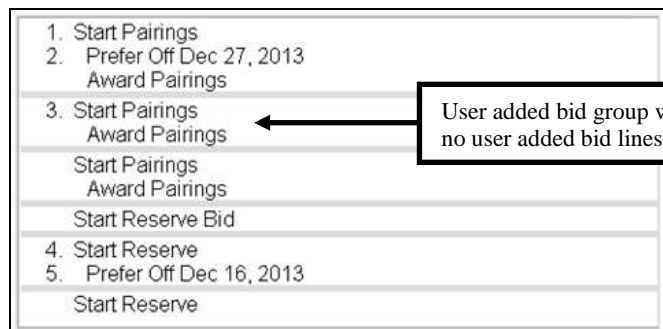 1. Start Pairings
2. Prefer Off Dec 27, 2013
Award Pairings
3. Start Pairings
Award Pairings
User added bid group
no user added bid lines
Start Pairings
Award Pairings
Start Reserve Bid
4. Start Reserve
5. Prefer Off Dec 16, 2013
Start Reserve